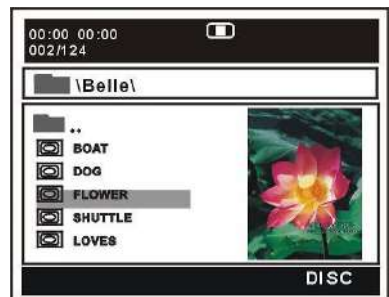 00:00 00:00
002/124
\Belle\
..
BOAT
DOG
FLOWER
SHUTTLE
LOVES
DISC